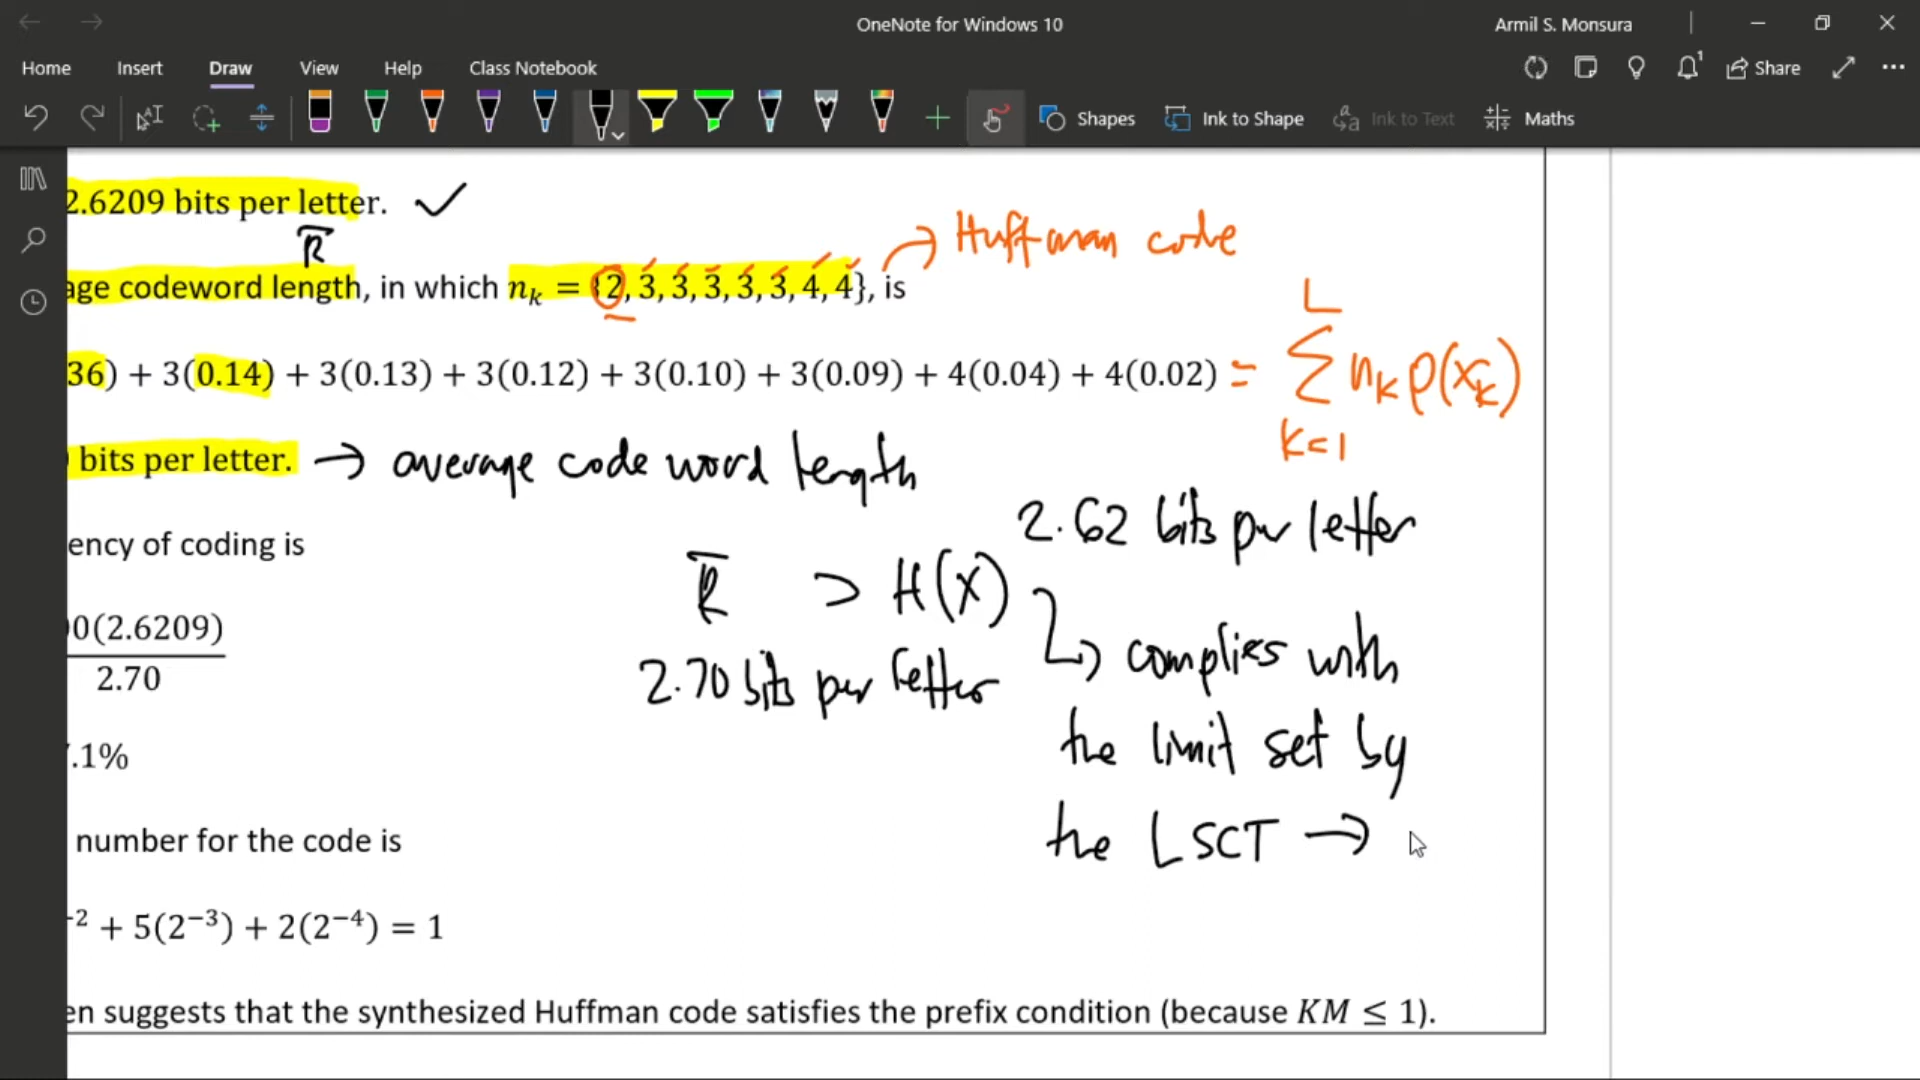 OneNote for Windows 10
Armil S. Monsura
Home Insert Draw View Help Class Notebook
Share
Shapes Ink to Shape Ink to Text Maths
2.6209 bits per letter. ✓
R̅
→ Huffman code
age codeword length, in which nₖ = {2, 3, 3, 3, 3, 3, 4, 4}, is
36) + 3(0.14) + 3(0.13) + 3(0.12) + 3(0.10) + 3(0.09) + 4(0.04) + 4(0.02) = L ∑ k=1 nₖ p(xₖ)
) bits per letter. → average code word length
2.62 bits per letter
ency of coding is
R̅ > H(X)
0(2.6209)
2.70
2.70 bits per letter
↳ complies with
the limit set by
.1%
the LSCT →
number for the code is
⁻² + 5(2⁻³) + 2(2⁻⁴) = 1
en suggests that the synthesized Huffman code satisfies the prefix condition (because KM ≤ 1).